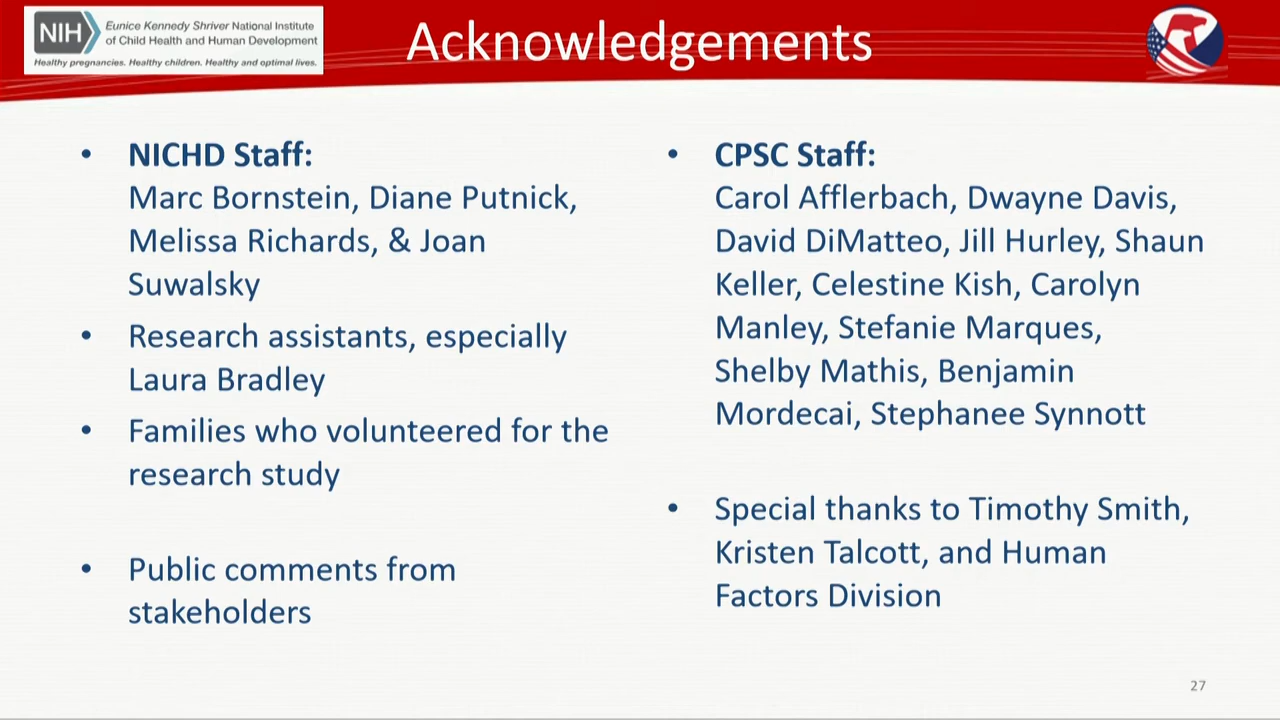 NIH
Eunice Kennedy Shriver National Institute
of Child Health and Human Development
Healthy pregnancies. Healthy children. Healthy and optimal lives.
Acknowledgements
• NICHD Staff:
Marc Bornstein, Diane Putnick,
Melissa Richards, & Joan
Suwalsky
• Research assistants, especially
Laura Bradley
• Families who volunteered for the
research study
• Public comments from
stakeholders
• CPSC Staff:
Carol Afflerbach, Dwayne Davis,
David DiMatteo, Jill Hurley, Shaun
Keller, Celestine Kish, Carolyn
Manley, Stefanie Marques,
Shelby Mathis, Benjamin
Mordecai, Stephanee Synnott
• Special thanks to Timothy Smith,
Kristen Talcott, and Human
Factors Division
27